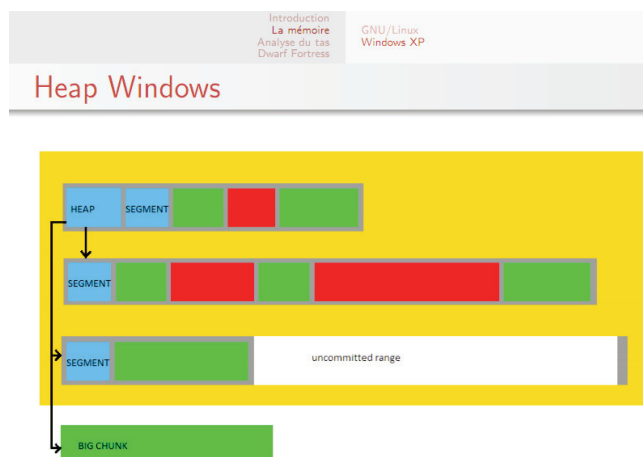 Introduction
La mémoire
Analyse du tas
Dwarf Fortress
GNU/Linux
Windows XP
Heap Windows
HEAP
SEGMENT
SEGMENT
SEGMENT
uncommitted range
BIG CHUNK